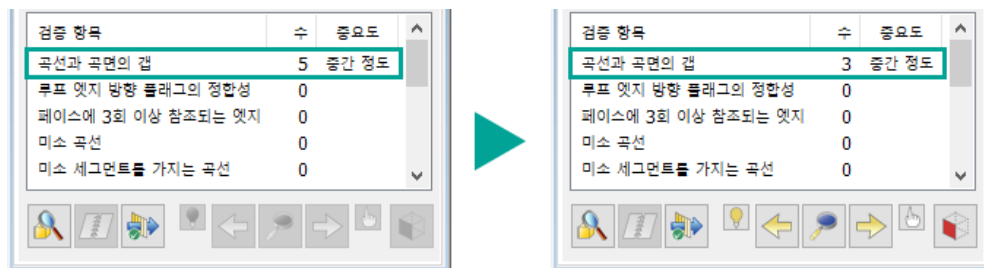 검증 항목 수 중요도
곡선과 곡면의 갭 5 중간 정도
루프 엣지 방향 플래그의 정합성 0
페이스에 3회 이상 참조되는 엣지 0
미소 곡선 0
미소 세그먼트를 가지는 곡선 0
검증 항목 수 중요도
곡선과 곡면의 갭 3 중간 정도
루프 엣지 방향 플래그의 정합성 0
페이스에 3회 이상 참조되는 엣지 0
미소 곡선 0
미소 세그먼트를 가지는 곡선 0